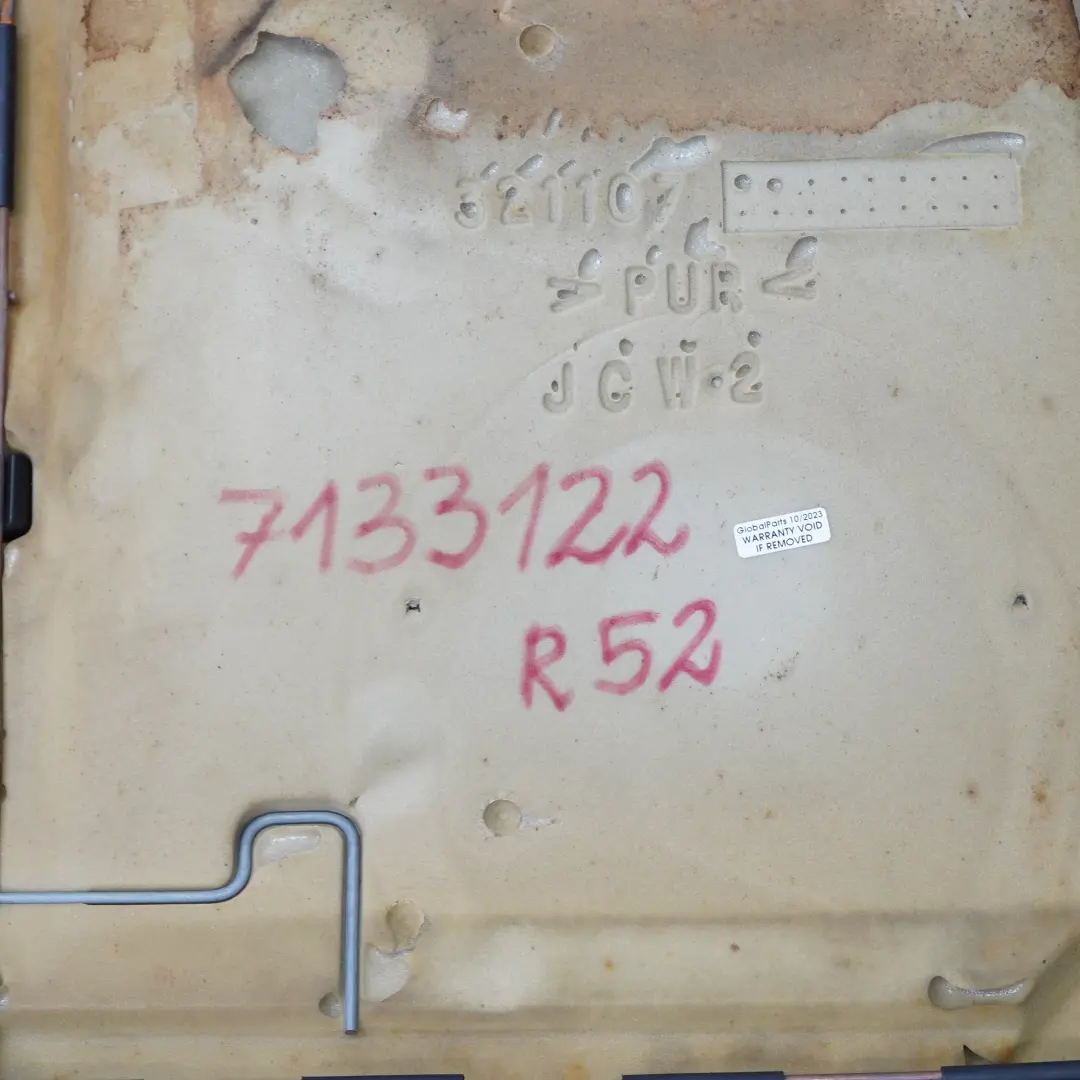 321107
> PUR <
JCW-2
7133122
GlobalParts 10/2023
WARRANTY VOID
IF REMOVED
R52